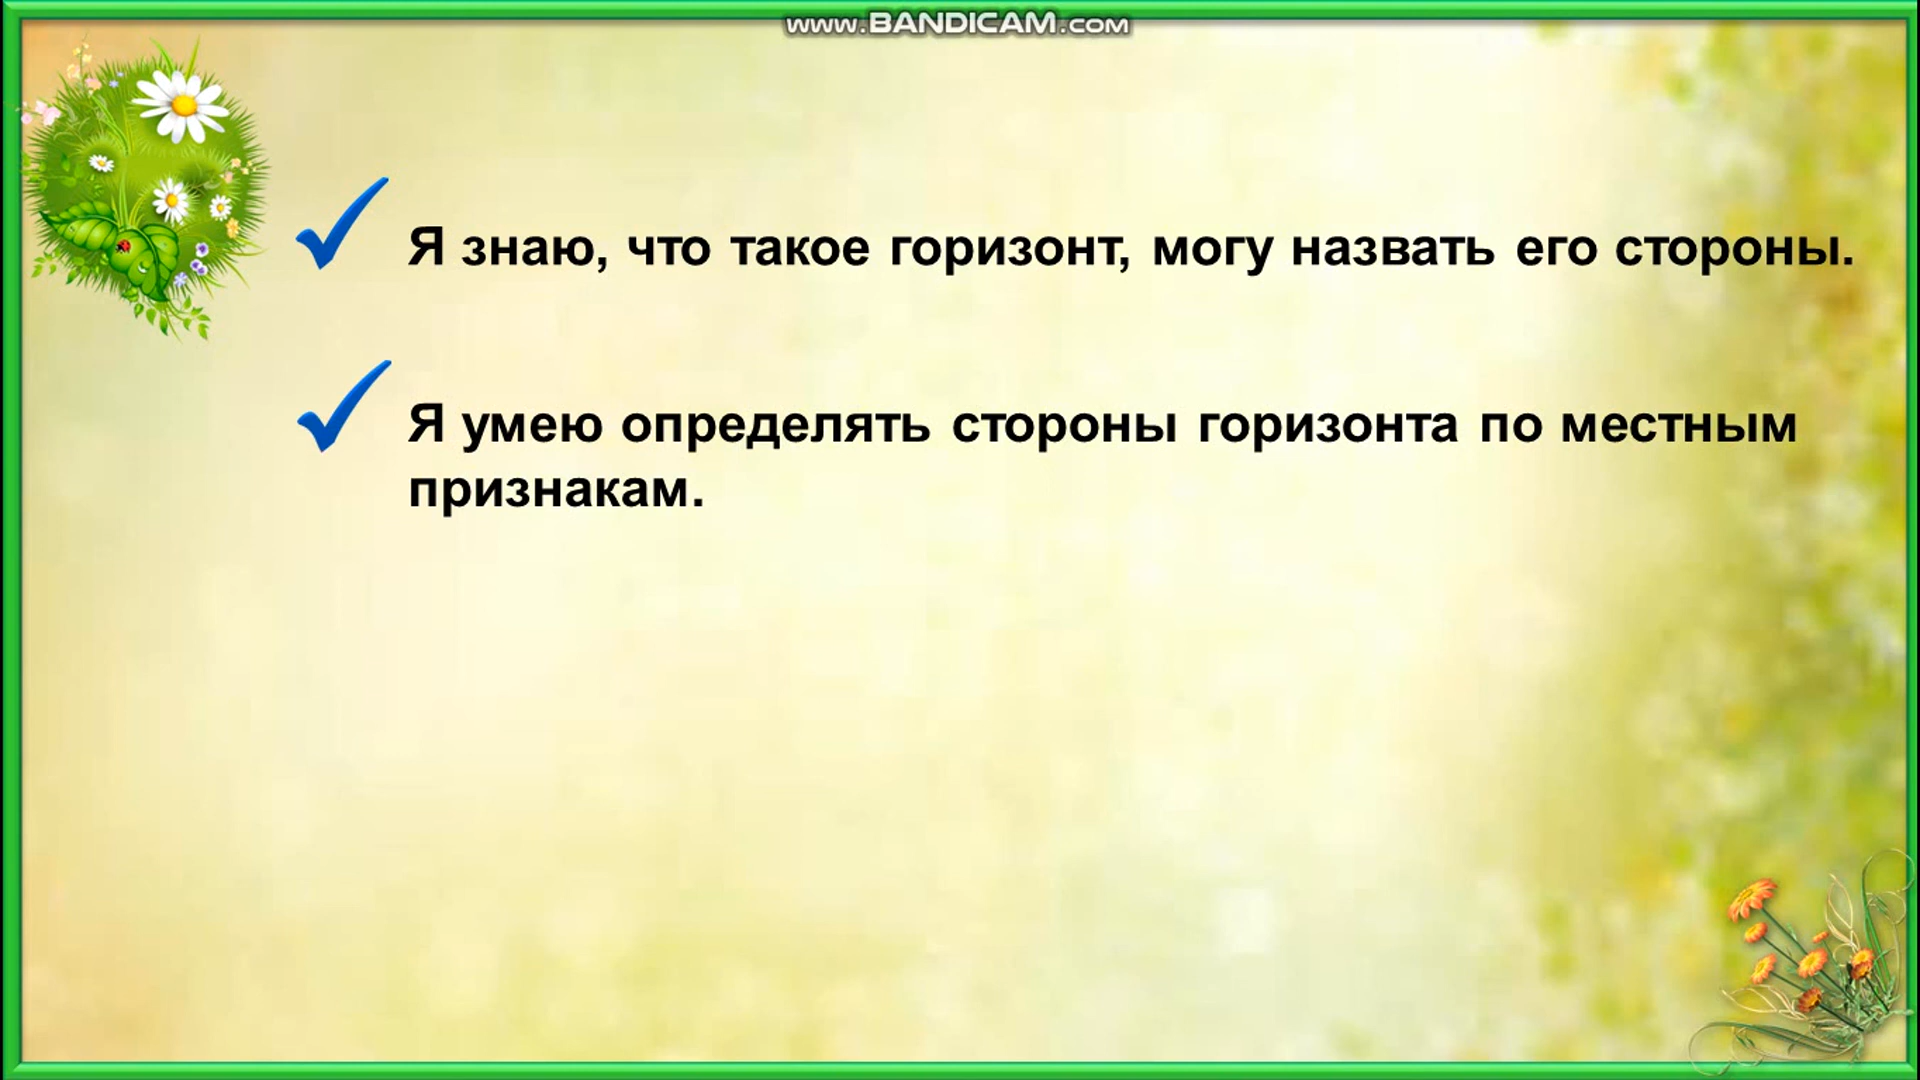 www.BANDICAM.com
Я знаю, что такое горизонт, могу назвать его стороны.
Я умею определять стороны горизонта по местным
признакам.